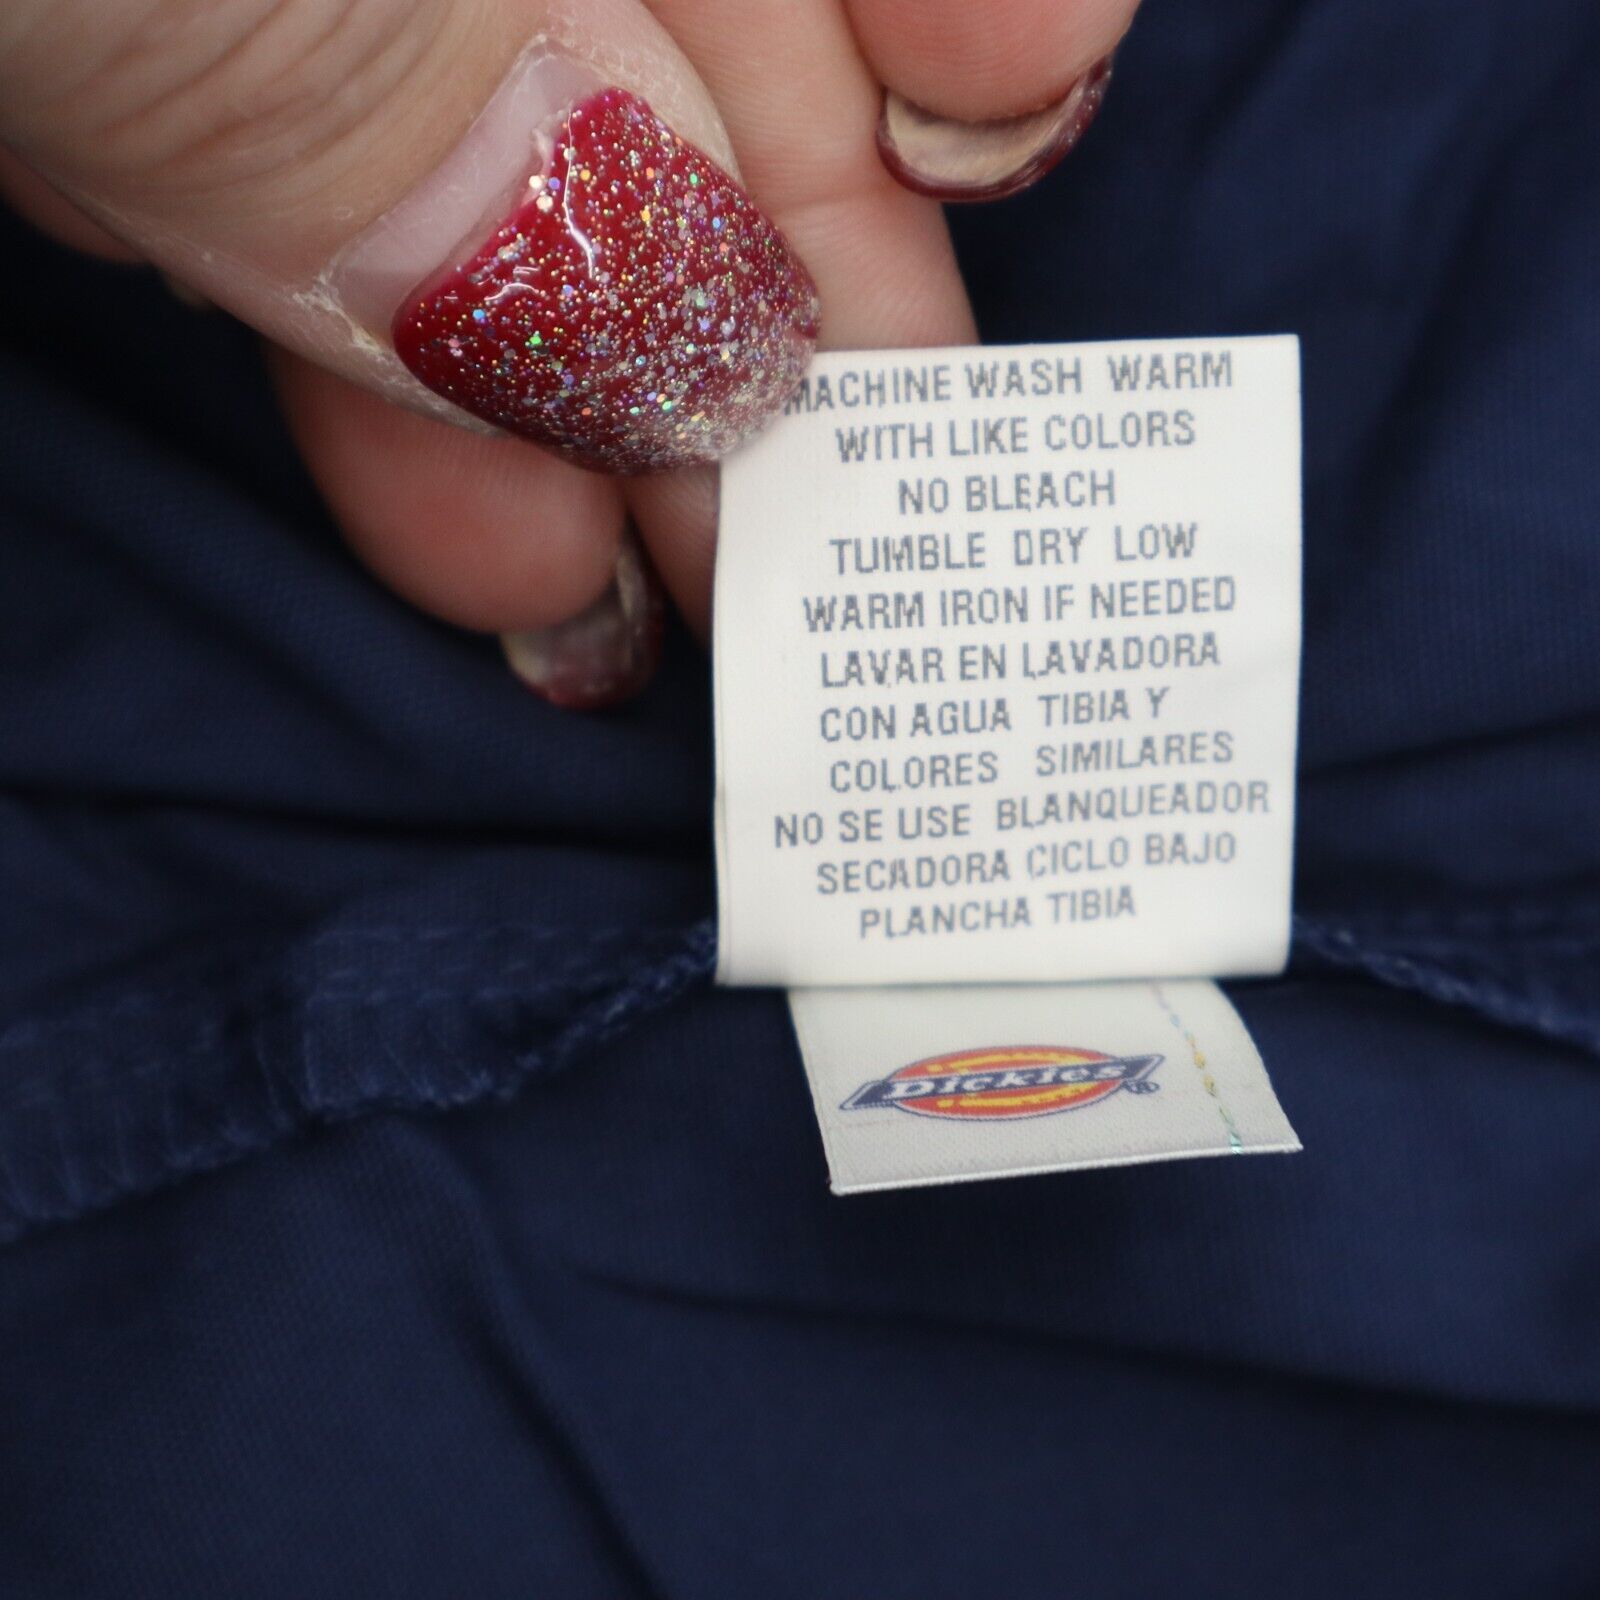 MACHINE WASH WARM
WITH LIKE COLORS
NO BLEACH
TUMBLE DRY LOW
WARM IRON IF NEEDED
LAVAR EN LAVADORA
CON AGUA TIBIA Y
COLORES SIMILARES
NO SE USE BLANQUEADOR
SECADORA CICLO BAJO
PLANCHA TIBIA
Dickies®